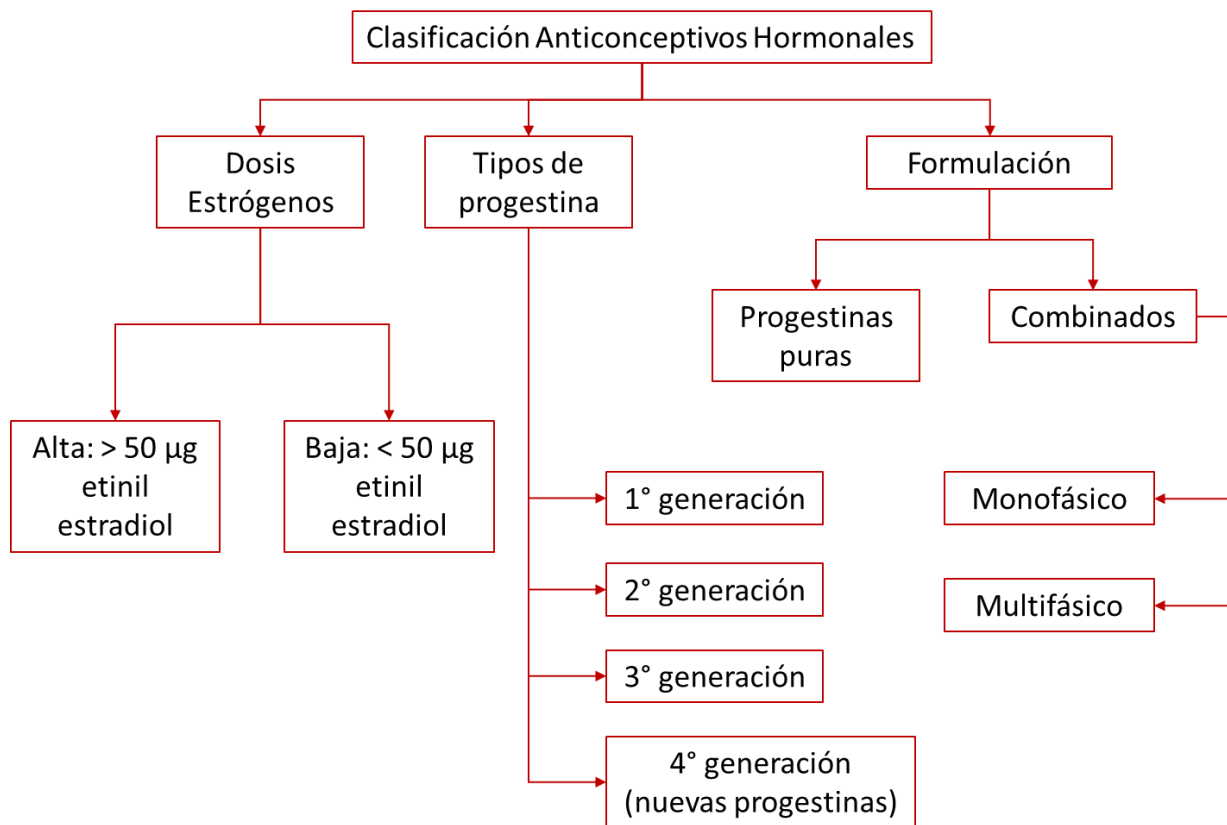 Clasificación Anticonceptivos Hormonales
Dosis
Estrógenos
Tipos de
progestina
Formulación
Progestinas
puras
Combinados
Alta: > 50 µg
etinil
estradiol
Baja: < 50 µg
etinil
estradiol
1° generación
2° generación
3° generación
4° generación
(nuevas progestinas)
Monofásico
Multifásico